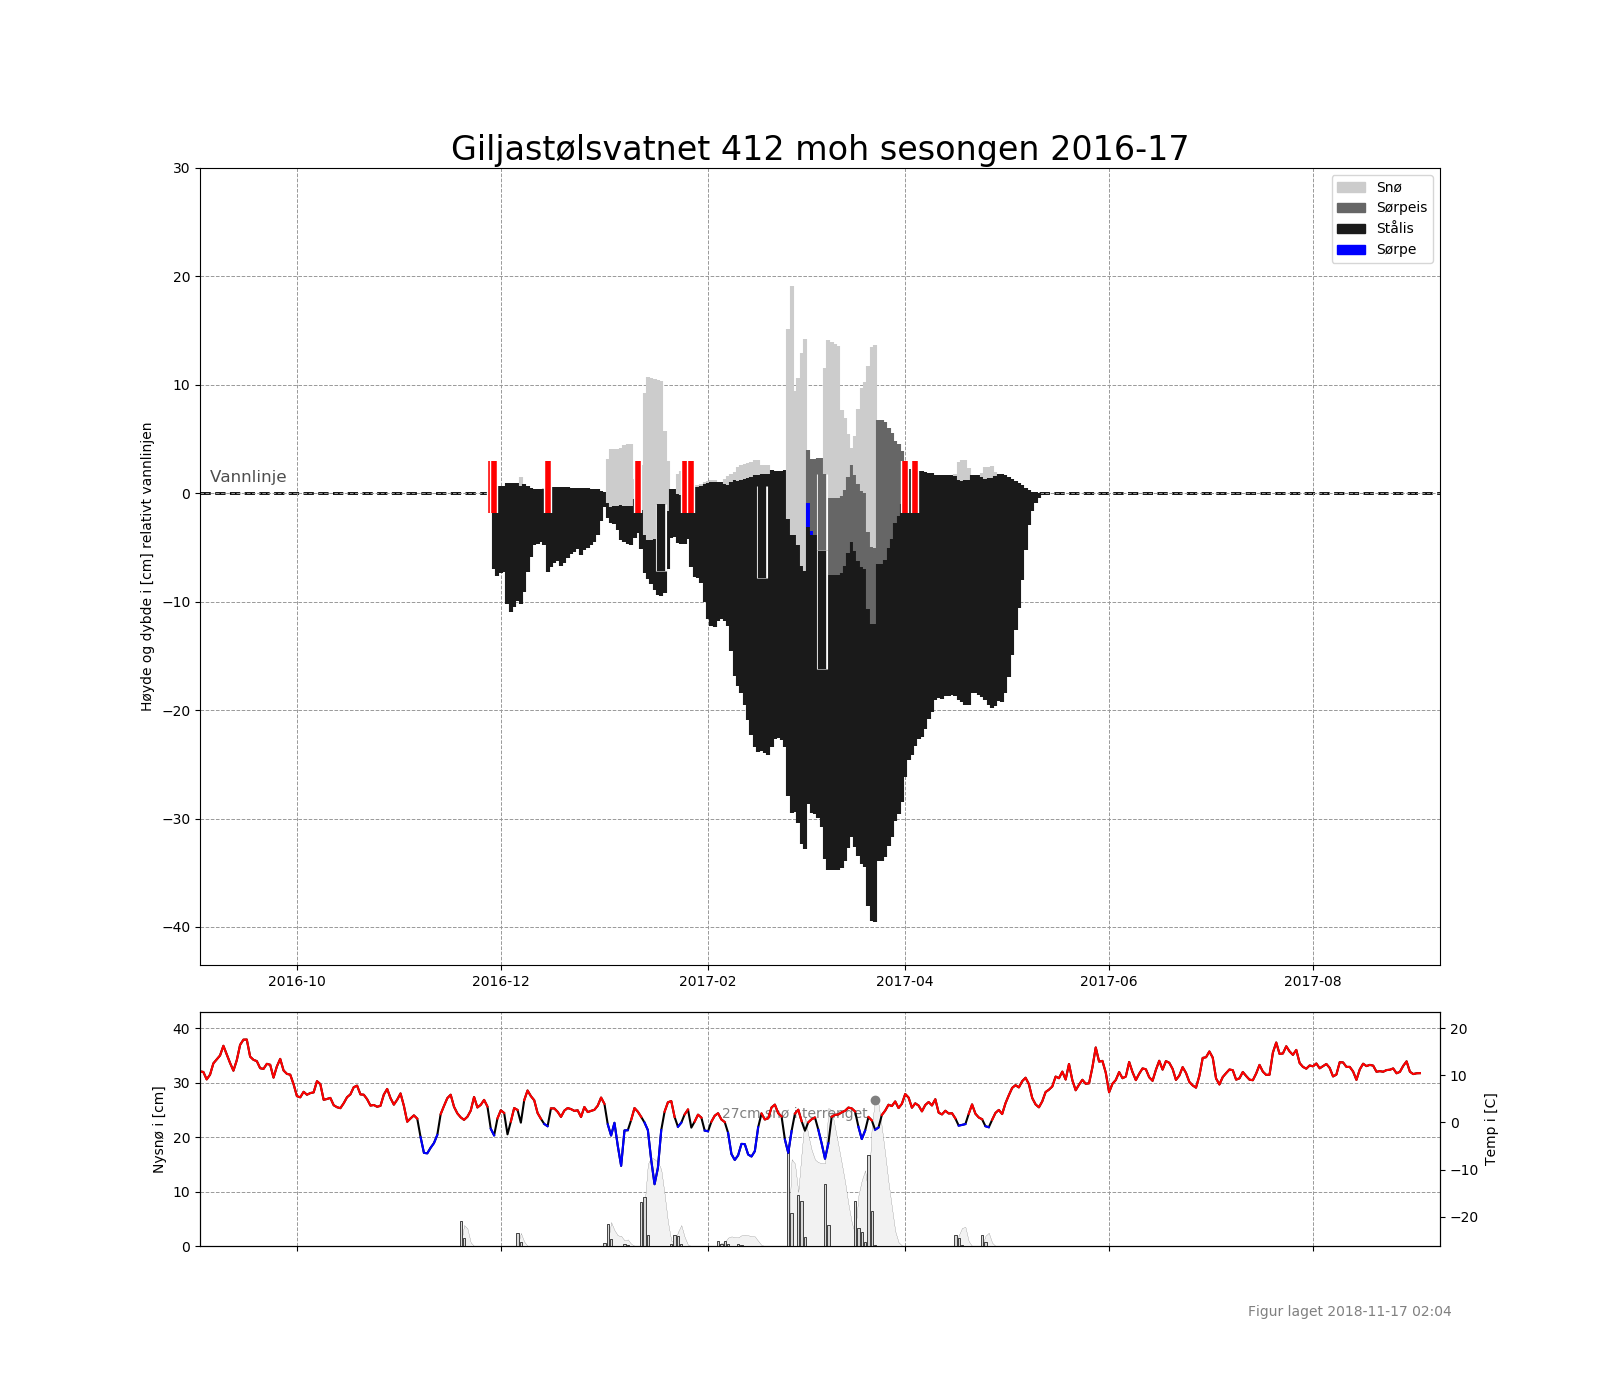 Giljastølsvatnet 412 moh sesongen 2016-17
30
20
10
0
−10
−20
−30
−40
Høyde og dybde i [cm] relativt vannlinjen
Vannlinje
Snø
Sørpeis
Stålis
Sørpe
2016-10
2016-12
2017-02
2017-04
2017-06
2017-08
40
30
20
10
0
Nysnø i [cm]
27cm snø i terrenget
20
10
0
−10
−20
Temp i [C]
Figur laget 2018-11-17 02:04